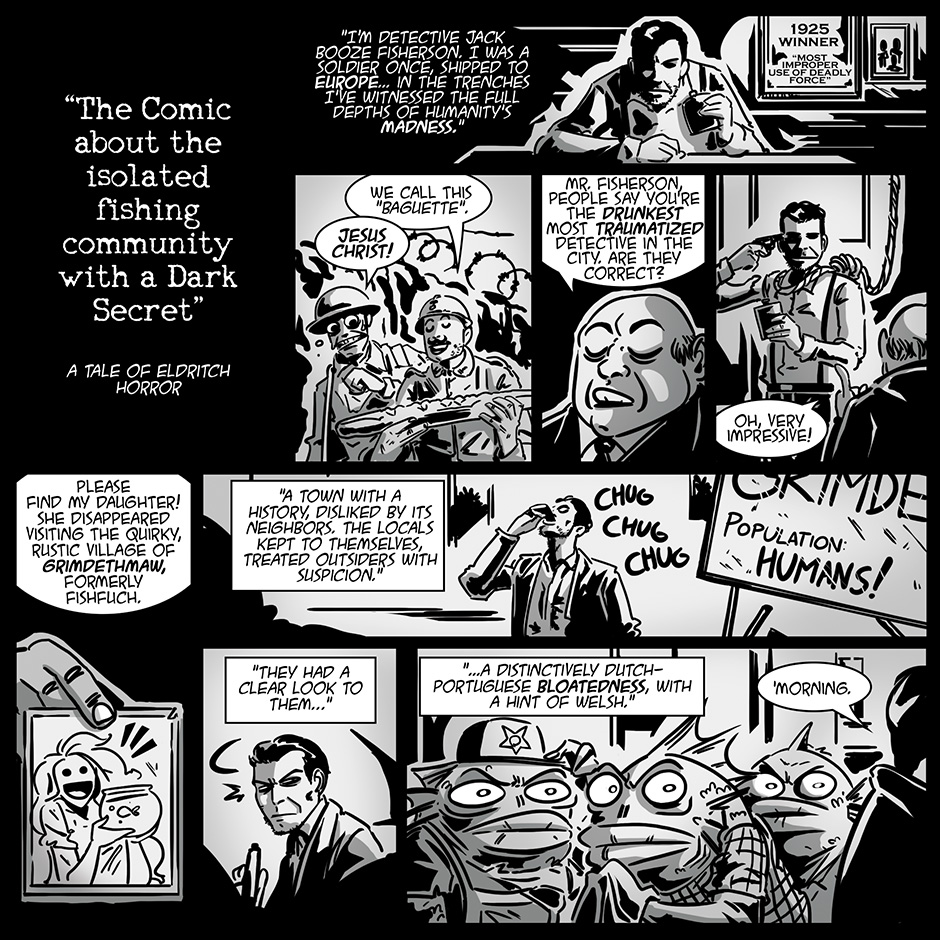 “The Comic
about the
isolated
fishing
community
with a Dark
Secret”
A TALE OF ELDRITCH
HORROR
"I'M DETECTIVE JACK
BOOZE FISHERSON. I WAS A
SOLDIER ONCE, SHIPPED TO
EUROPE... IN THE TRENCHES
I'VE WITNESSED THE FULL
DEPTHS OF HUMANITY'S
MADNESS."
1925
WINNER
"MOST
IMPROPER
USE OF DEADLY
FORCE"
WE CALL THIS
"BAGUETTE".
JESUS
CHRIST!
MR. FISHERSON,
PEOPLE SAY YOU'RE
THE DRUNKEST
MOST TRAUMATIZED
DETECTIVE IN THE
CITY. ARE THEY
CORRECT?
OH, VERY
IMPRESSIVE!
PLEASE
FIND MY DAUGHTER!
SHE DISAPPEARED
VISITING THE QUIRKY,
RUSTIC VILLAGE OF
GRIMDETHMAW,
FORMERLY
FISHFUCH.
"A TOWN WITH A
HISTORY, DISLIKED BY ITS
NEIGHBORS. THE LOCALS
KEPT TO THEMSELVES,
TREATED OUTSIDERS WITH
SUSPICION."
CHUG
CHUG
CHUG
GRIMDE
POPULATION:
HUMANS!
"THEY HAD A
CLEAR LOOK TO
THEM..."
"...A DISTINCTIVELY DUTCH-
PORTUGUESE BLOATEDNESS, WITH
A HINT OF WELSH."
'MORNING.